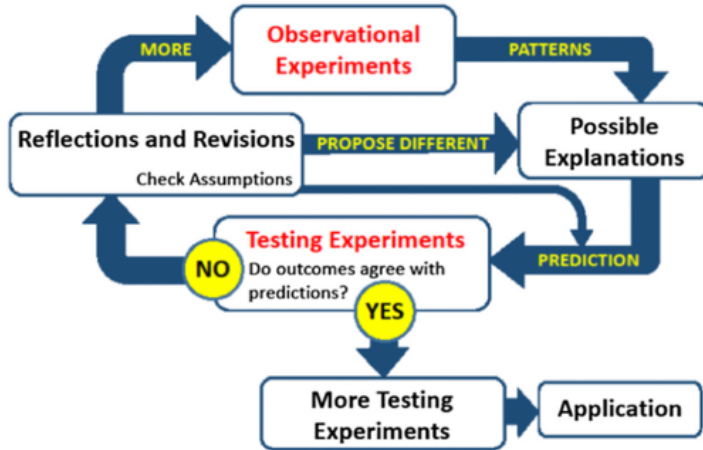 MORE
Observational
Experiments
PATTERNS
Reflections and Revisions
Check Assumptions
PROPOSE DIFFERENT
Possible
Explanations
Testing Experiments
Do outcomes agree with
predictions?
NO
YES
PREDICTION
More Testing
Experiments
Application